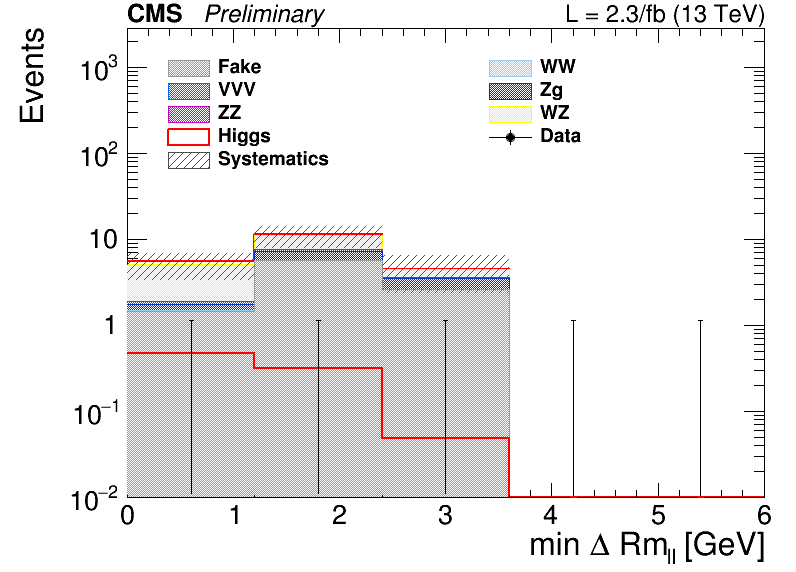 CMS Preliminary L = 2.3/fb (13 TeV)
Events
Fake WW
VVV Zg
ZZ WZ
Higgs Data
Systematics
10³
10²
10
1
10⁻¹
10⁻²
0 1 2 3 4 5 6
min Δ Rm_ll [GeV]